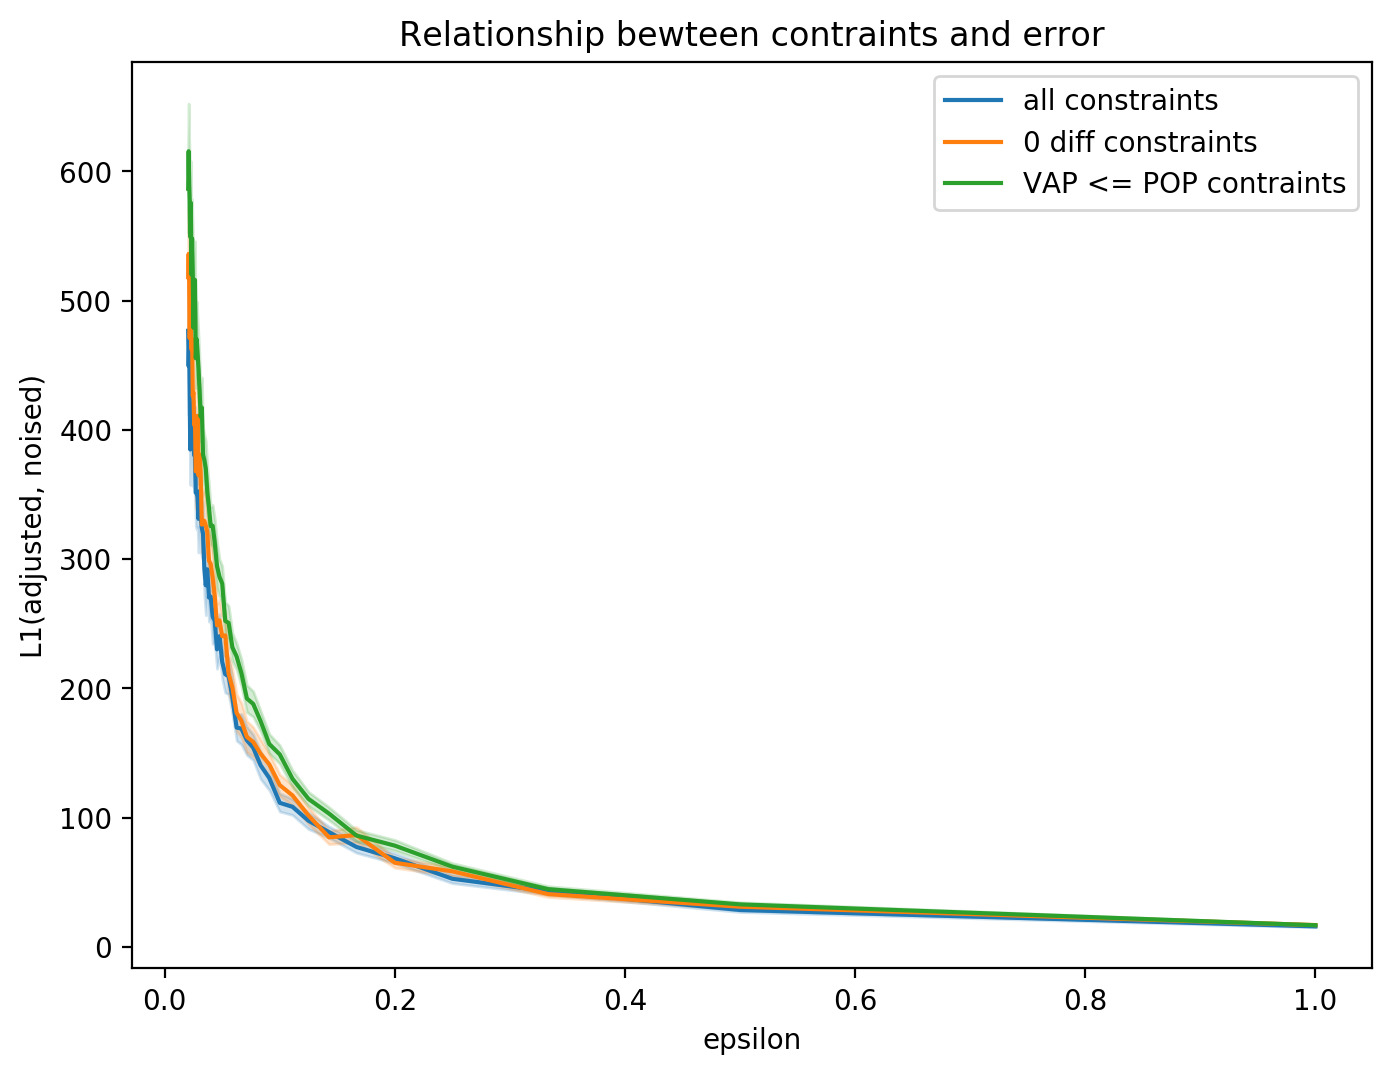 Relationship bewteen contraints and error
all constraints
0 diff constraints
VAP <= POP contraints
L1(adjusted, noised)
600
500
400
300
200
100
0
0.0 0.2 0.4 0.6 0.8 1.0
epsilon